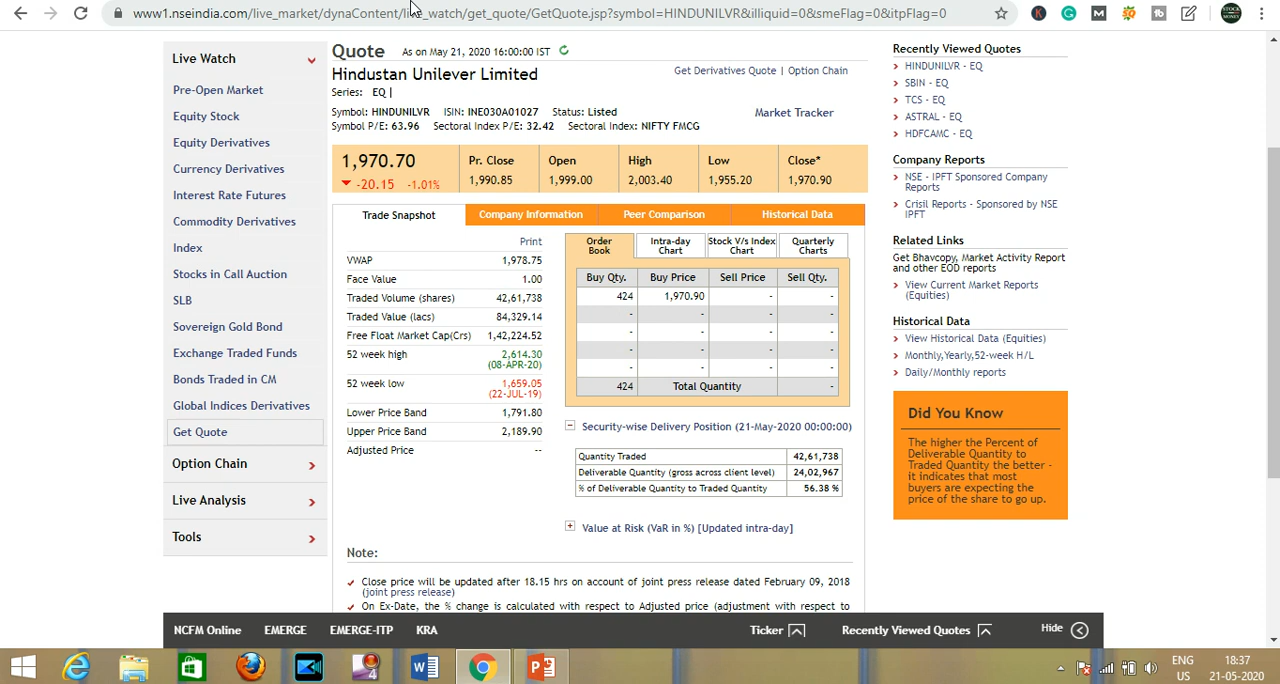 www1.nseindia.com/live_market/dynaContent/live_watch/get_quote/GetQuote.jsp?symbol=HINDUNILVR&illiquid=0&smeFlag=0&itpFlag=0
Live Watch
Pre-Open Market
Equity Stock
Equity Derivatives
Currency Derivatives
Interest Rate Futures
Commodity Derivatives
Index
Stocks in Call Auction
SLB
Sovereign Gold Bond
Exchange Traded Funds
Bonds Traded in CM
Global Indices Derivatives
Get Quote
Option Chain
Live Analysis
Tools
Quote As on May 21, 2020 16:00:00 IST
Hindustan Unilever Limited
Get Derivatives Quote | Option Chain
Series: EQ |
Symbol: HINDUNILVR ISIN: INE030A01027 Status: Listed
Market Tracker
Symbol P/E: 63.96 Sectoral Index P/E: 32.42 Sectoral Index: NIFTY FMCG
1,970.70 Pr. Close Open High Low Close*
-20.15 -1.01% 1,990.85 1,999.00 2,003.40 1,955.20 1,970.90
Trade Snapshot Company Information Peer Comparison Historical Data
Print
VWAP 1,978.75
Face Value 1.00
Traded Volume (shares) 42,61,738
Traded Value (lacs) 84,329.14
Free Float Market Cap(Crs) 1,42,224.52
52 week high 2,614.30
(08-APR-20)
52 week low 1,659.05
(22-JUL-19)
Lower Price Band 1,791.80
Upper Price Band 2,189.90
Adjusted Price --
Order Intra-day Stock V/s Index Quarterly
Book Chart Chart Charts
Buy Qty. Buy Price Sell Price Sell Qty.
424 1,970.90 - -
- - - -
- - - -
- - - -
- - - -
424 Total Quantity -
Security-wise Delivery Position (21-May-2020 00:00:00)
Quantity Traded 42,61,738
Deliverable Quantity (gross across client level) 24,02,967
% of Deliverable Quantity to Traded Quantity 56.38 %
Value at Risk (VaR in %) [Updated intra-day]
Note:
Close price will be updated after 18.15 hrs on account of joint press release dated February 09, 2018
(joint press release)
On Ex-Date, the % change is calculated with respect to Adjusted price (adjustment with respect to
Recently Viewed Quotes
HINDUNILVR - EQ
SBIN - EQ
TCS - EQ
ASTRAL - EQ
HDFCAMC - EQ
Company Reports
NSE - IPFT Sponsored Company
Reports
Crisil Reports - Sponsored by NSE
IPFT
Related Links
Get Bhavcopy, Market Activity Report
and other EOD reports
View Current Market Reports
(Equities)
Historical Data
View Historical Data (Equities)
Monthly,Yearly,52-week H/L
Daily/Monthly reports
Did You Know
The higher the Percent of
Deliverable Quantity to
Traded Quantity the better -
it indicates that most
buyers are expecting the
price of the share to go up.
NCFM Online EMERGE EMERGE-ITP KRA Ticker Recently Viewed Quotes Hide
ENG 18:37
US 21-05-2020